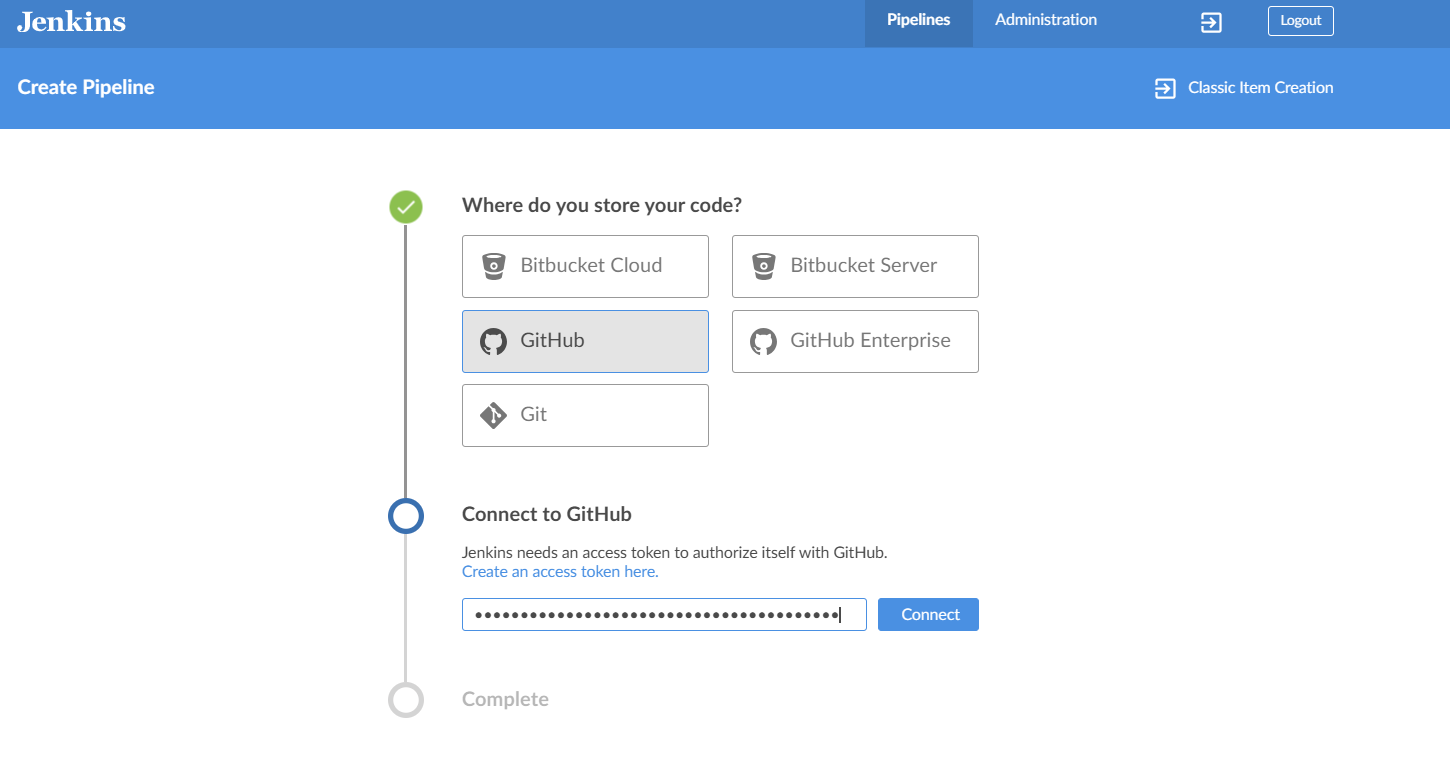 Jenkins
Pipelines
Administration
Logout
Create Pipeline
Classic Item Creation
Where do you store your code?
Bitbucket Cloud
Bitbucket Server
GitHub
GitHub Enterprise
Git
Connect to GitHub
Jenkins needs an access token to authorize itself with GitHub.
Create an access token here.
••••••••••••••••••••••••••••••••••••••••
Connect
Complete